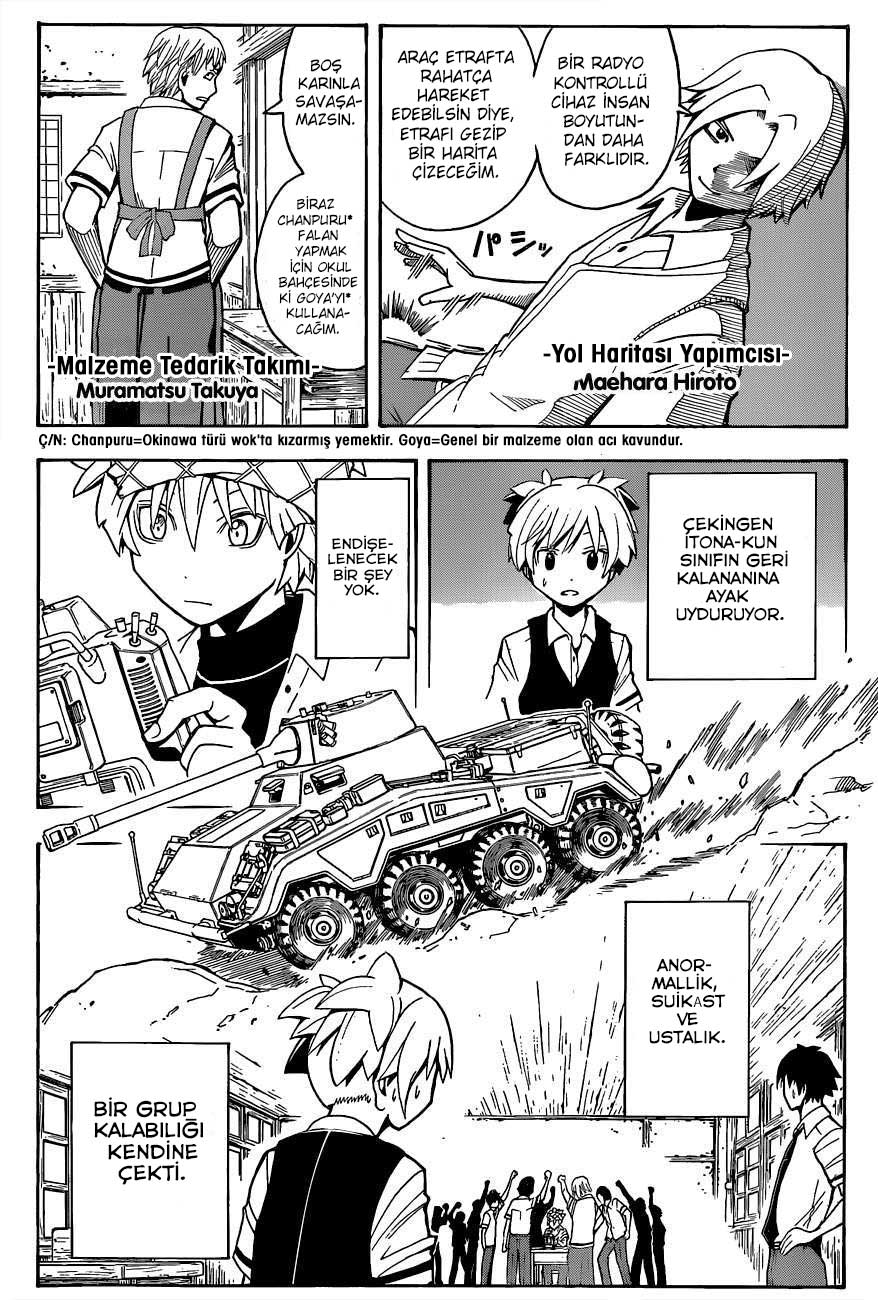 BİR RADYO
KONTROLLÜ
CİHAZ İNSAN
BOYUTUN-
DAN DAHA
FARKLIDIR.
ARAÇ ETRAFTA
RAHATÇA
HAREKET
EDEBİLSİN DİYE,
ETRAFI GEZİP
BİR HARİTA
ÇİZECEĞİM.
パシッ
-Yol Haritası Yapımcısı-
Maehara Hiroto
BOŞ
KARINLA
SAVAŞA-
MAZSIN.
BİRAZ
CHANPURU*
FALAN
YAPMAK
İÇİN OKUL
BAHÇESİNDE
Kİ GOYA'YI*
KULLANA-
CAĞIM.
-Malzeme Tedarik Takımı-
Muramatsu Takuya
Ç/N: Chanpuru=Okinawa türü wok'ta kızarmış yemektir. Goya=Genel bir malzeme olan acı kavundur.
ÇEKİNGEN
İTONA-KUN
SINIFIN GERİ
KALANANINA
AYAK
UYDURUYOR.
ENDİŞE-
LENECEK
BİR ŞEY
YOK.
ANOR-
MALLİK,
SUİKAST
VE
USTALIK.
BİR GRUP
KALABILIĞI
KENDİNE
ÇEKTİ.